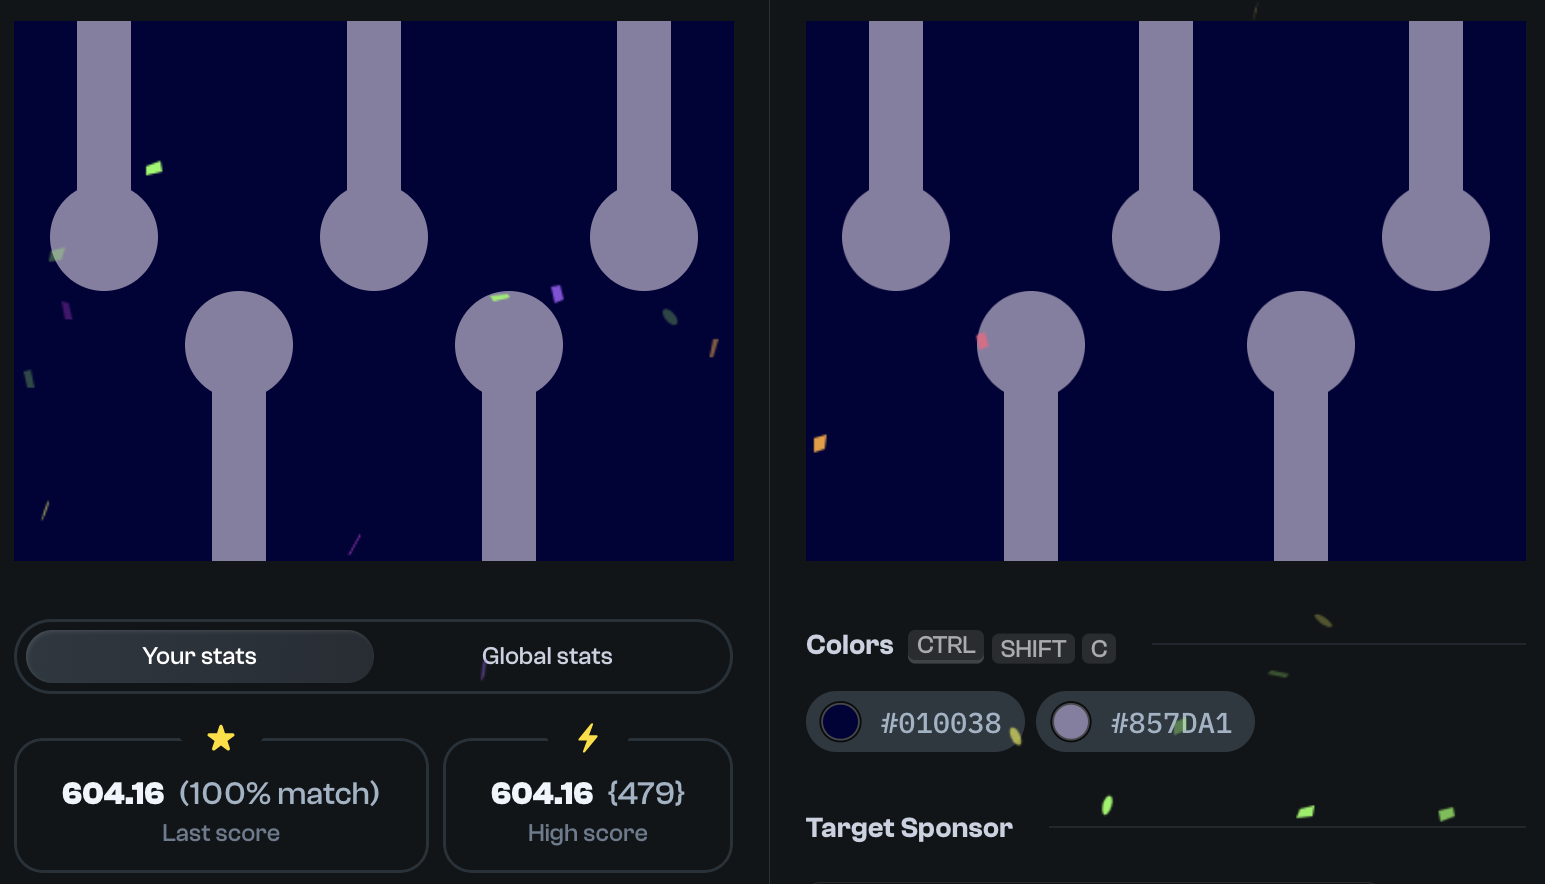 Your stats
Global stats
604.16 (100% match)
Last score
604.16 {479}
High score
Colors CTRL SHIFT C
#010038
#857DA1
Target Sponsor